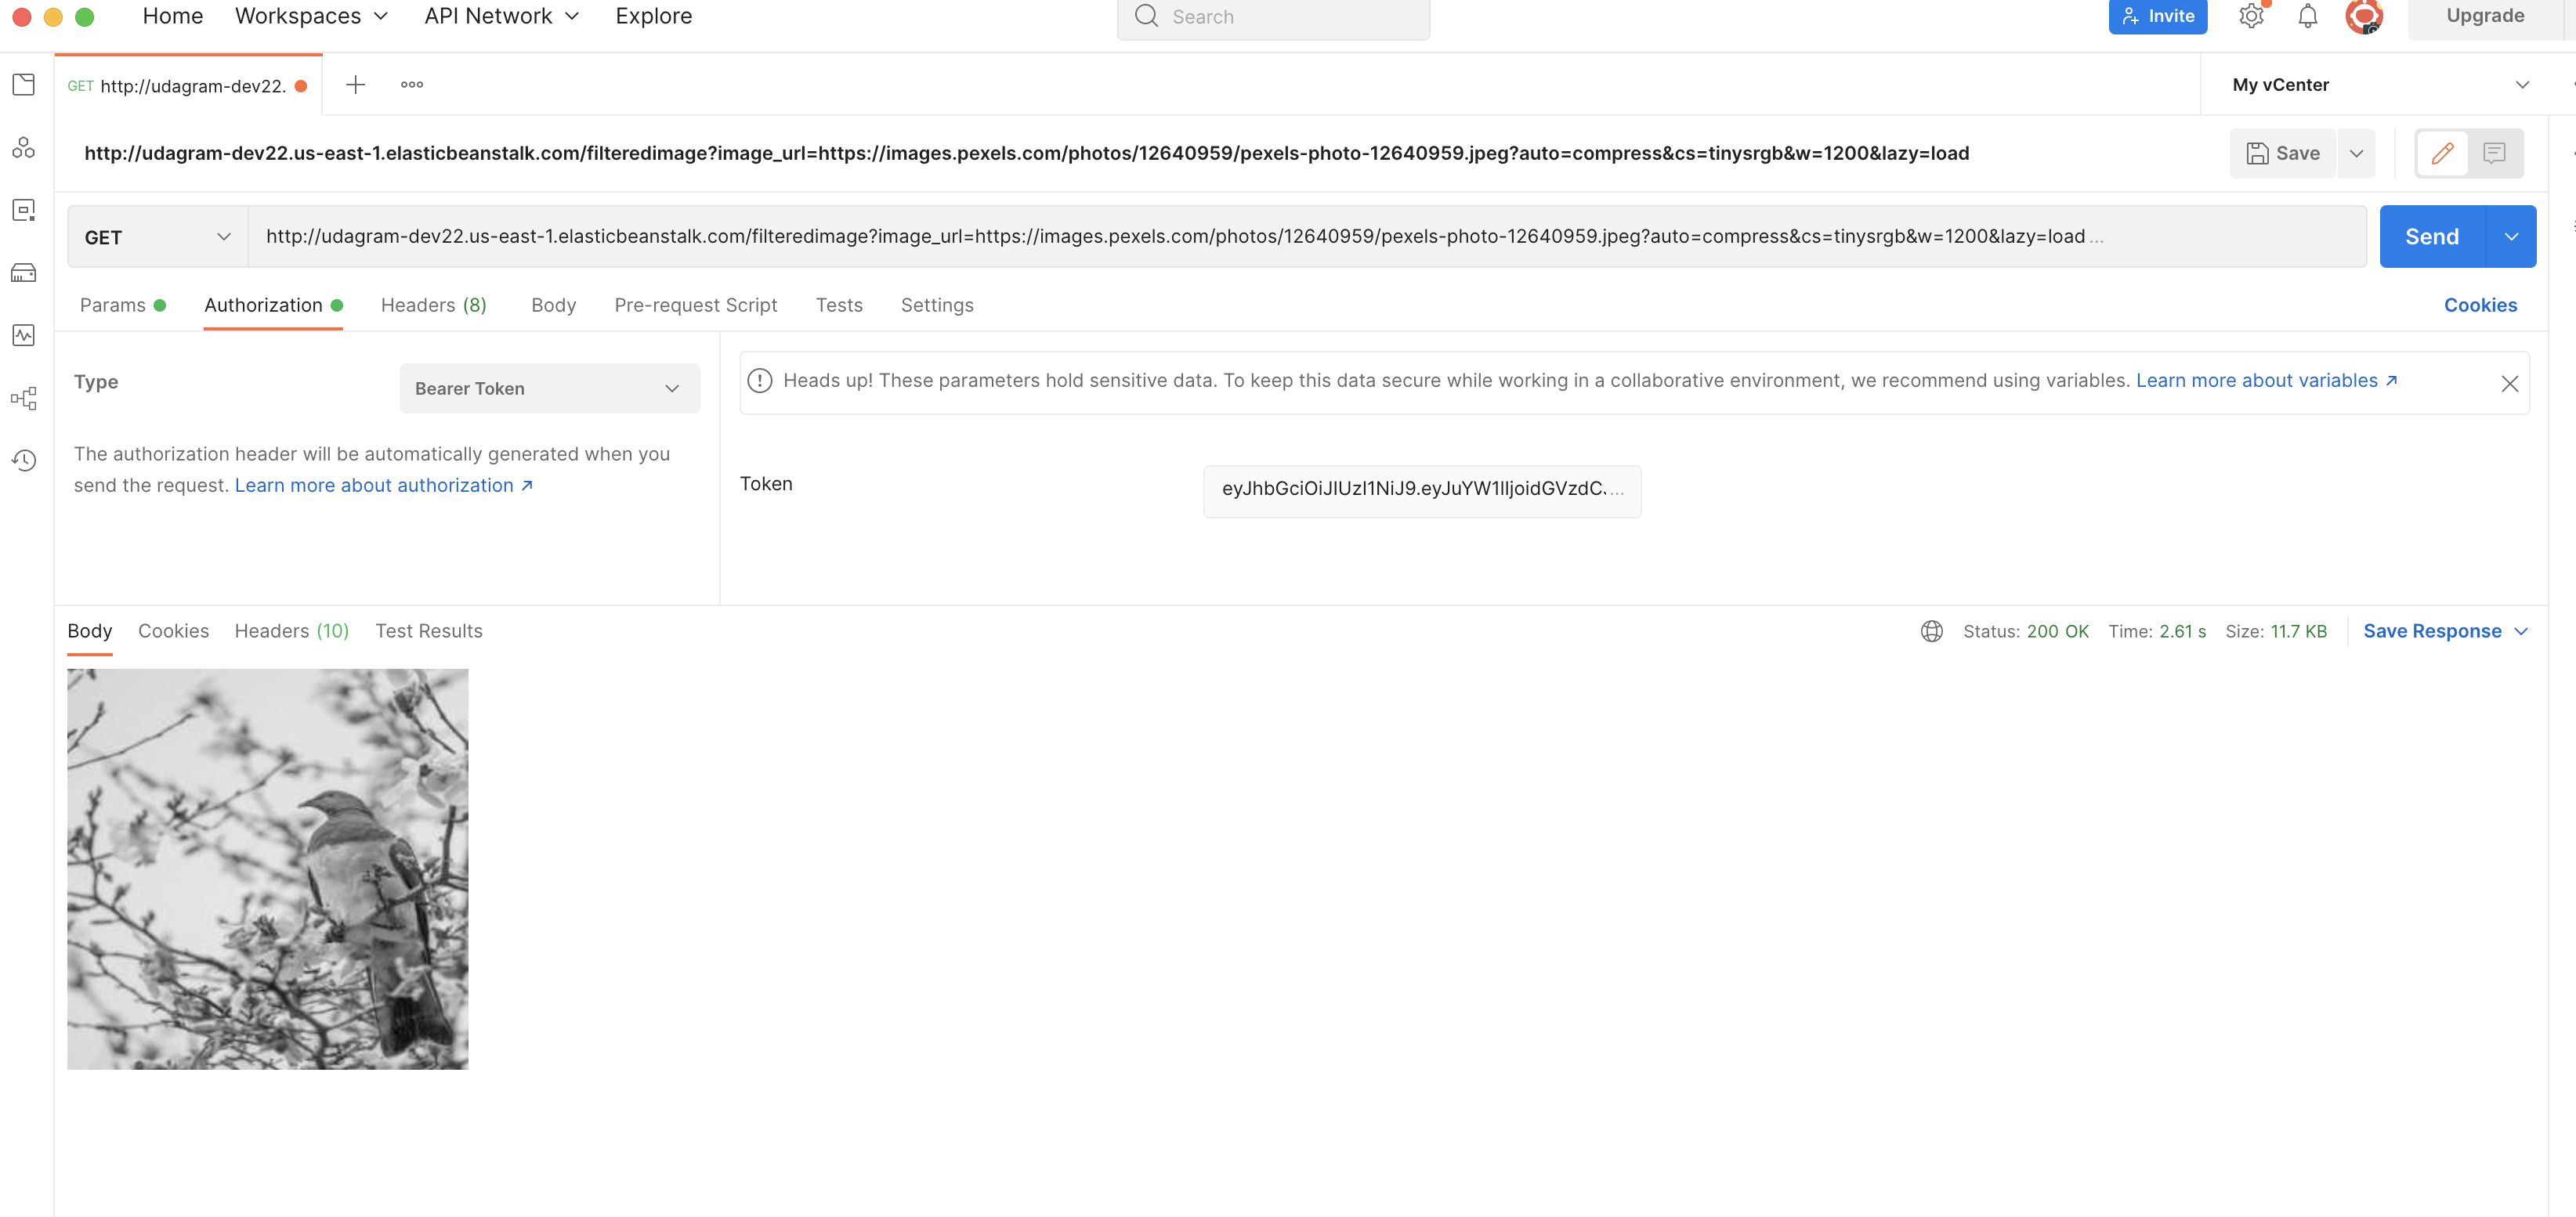 Home Workspaces API Network Explore Search Invite Upgrade
GET http://udagram-dev22. My vCenter
http://udagram-dev22.us-east-1.elasticbeanstalk.com/filteredimage?image_url=https://images.pexels.com/photos/12640959/pexels-photo-12640959.jpeg?auto=compress&cs=tinysrgb&w=1200&lazy=load Save
GET http://udagram-dev22.us-east-1.elasticbeanstalk.com/filteredimage?image_url=https://images.pexels.com/photos/12640959/pexels-photo-12640959.jpeg?auto=compress&cs=tinysrgb&w=1200&lazy=load ... Send
Params Authorization Headers (8) Body Pre-request Script Tests Settings Cookies
Type Bearer Token
The authorization header will be automatically generated when you
send the request. Learn more about authorization ↗
Heads up! These parameters hold sensitive data. To keep this data secure while working in a collaborative environment, we recommend using variables. Learn more about variables ↗
Token eyJhbGciOiJIUzI1NiJ9.eyJuYW1lIjoidGVzdC...
Body Cookies Headers (10) Test Results Status: 200 OK Time: 2.61 s Size: 11.7 KB Save Response